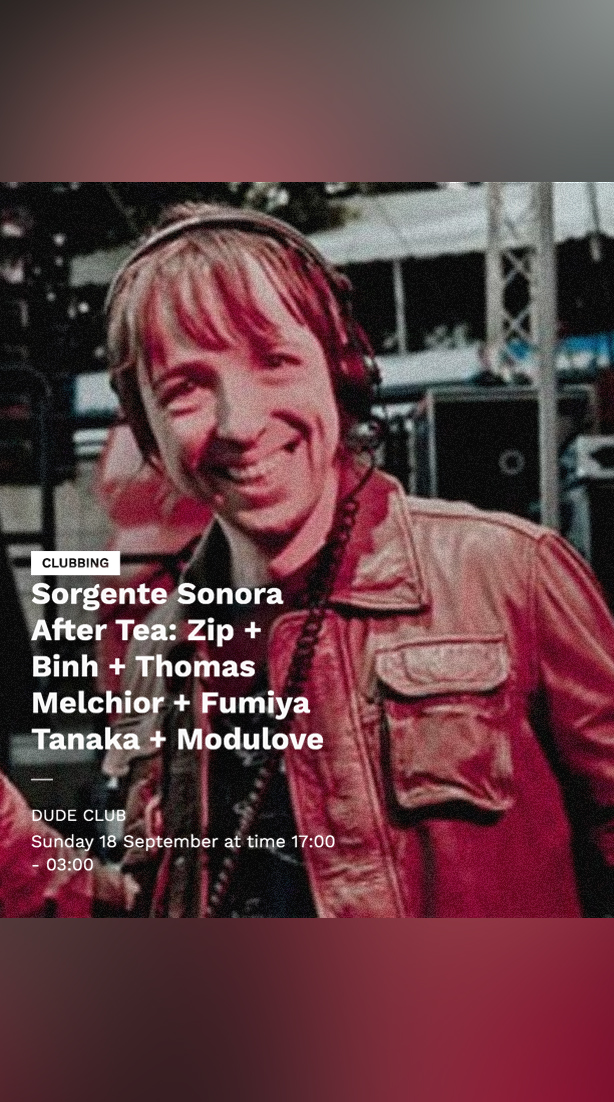 CLUBBING
Sorgente Sonora
After Tea: Zip +
Binh + Thomas
Melchior + Fumiya
Tanaka + Modulove
DUDE CLUB
Sunday 18 September at time 17:00
- 03:00